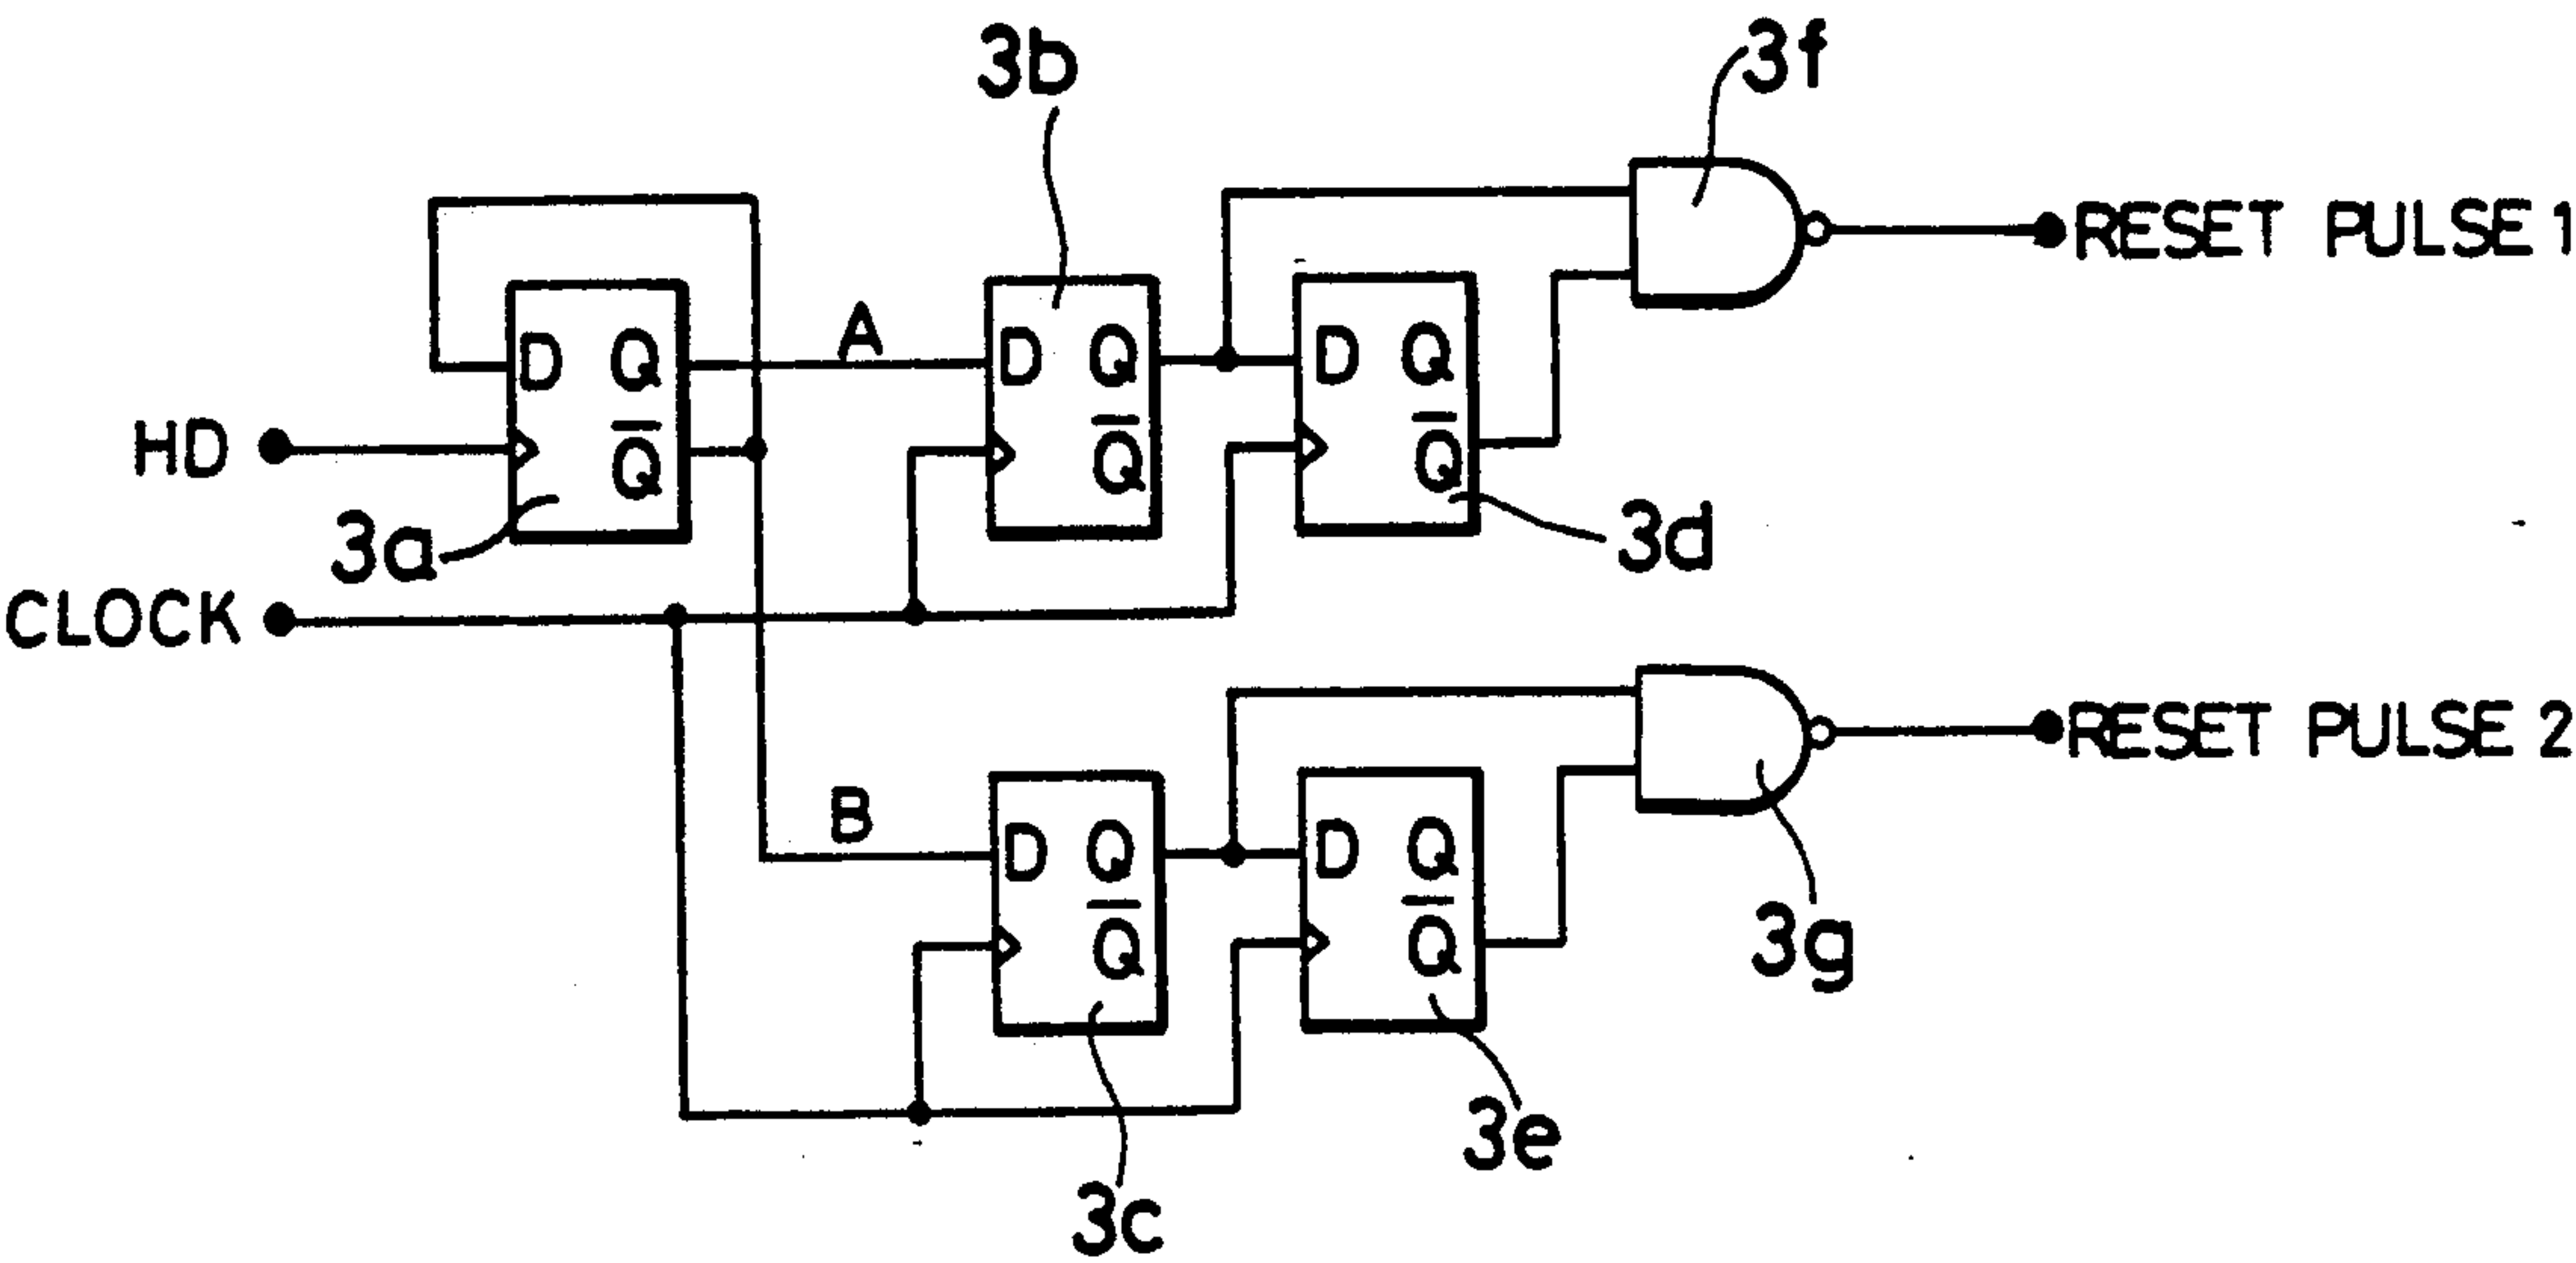 3b
3f
RESET PULSE 1
A
D Q
Q̅
D Q
Q̅
D Q
Q̅
HD
3a
3d
CLOCK
RESET PULSE 2
B
D Q
Q̅
D Q
Q̅
3g
3e
3c